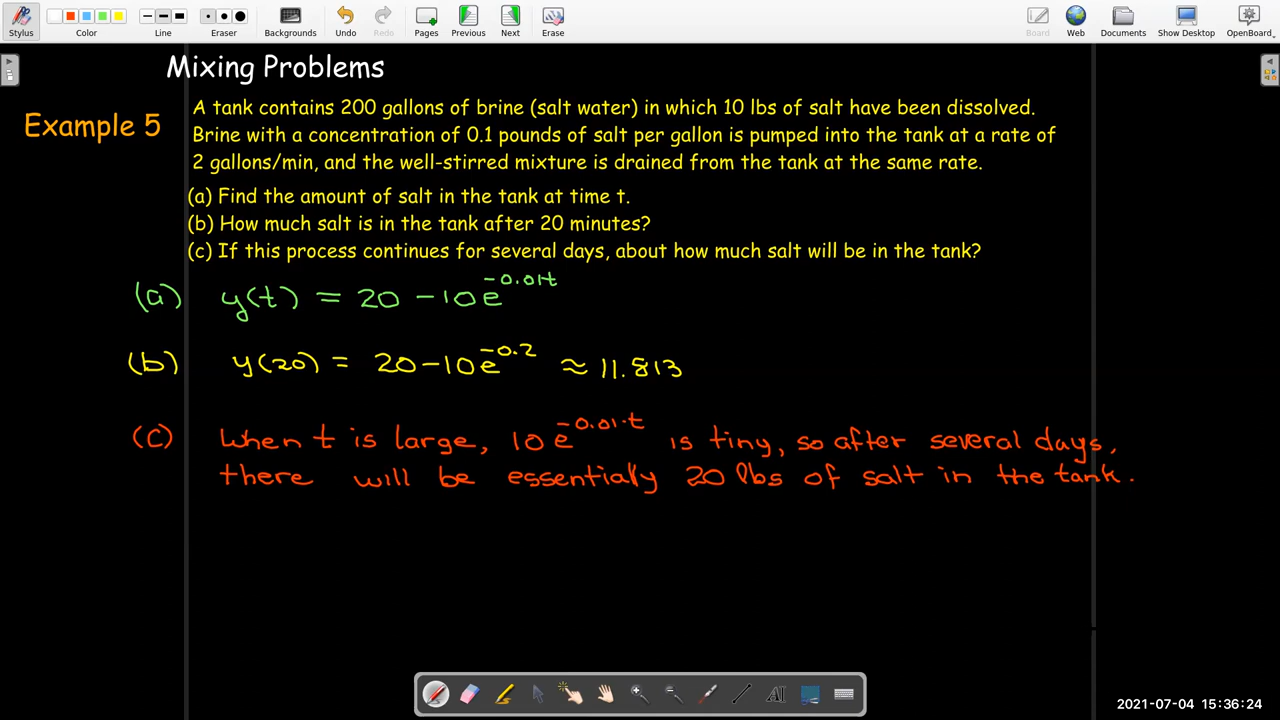 Stylus Color Line Eraser Backgrounds Undo Redo Pages Previous Next Erase Board Web Documents Show Desktop OpenBoard
Mixing Problems
Example 5
A tank contains 200 gallons of brine (salt water) in which 10 lbs of salt have been dissolved.
Brine with a concentration of 0.1 pounds of salt per gallon is pumped into the tank at a rate of
2 gallons/min, and the well-stirred mixture is drained from the tank at the same rate.
(a) Find the amount of salt in the tank at time t.
(b) How much salt is in the tank after 20 minutes?
(c) If this process continues for several days, about how much salt will be in the tank?
(a) y(t) = 20 - 10e^{-0.01t}
(b) y(20) = 20-10e^{-0.2} ≈ 11.813
(c) When t is large, 10e^{-0.01·t} is tiny, so after several days,
there will be essentially 20 lbs of salt in the tank.
AI
2021-07-04 15:36:24